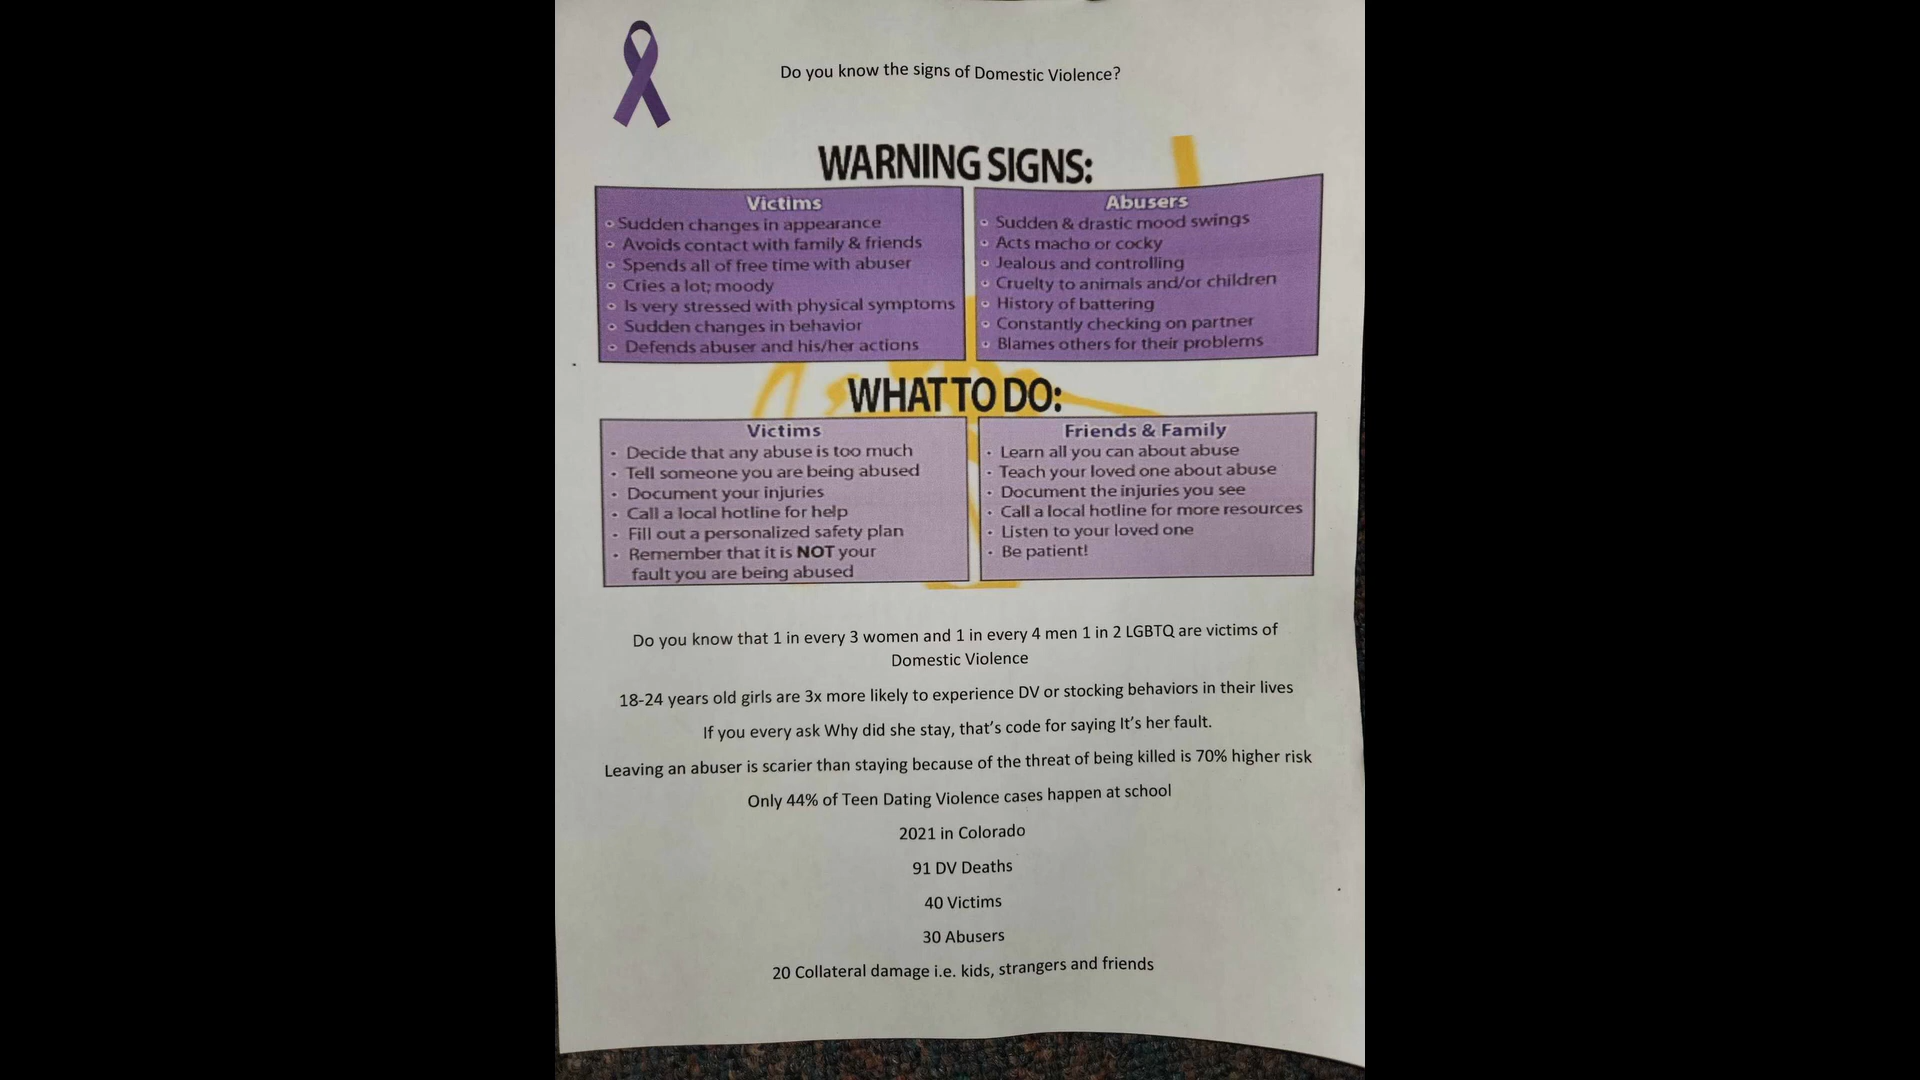 Do you know the signs of Domestic Violence?
WARNING SIGNS:
Victims
• Sudden changes in appearance
• Avoids contact with family & friends
• Spends all of free time with abuser
• Cries a lot; moody
• Is very stressed with physical symptoms
• Sudden changes in behavior
• Defends abuser and his/her actions
Abusers
• Sudden & drastic mood swings
• Acts macho or cocky
• Jealous and controlling
• Cruelty to animals and/or children
• History of battering
• Constantly checking on partner
• Blames others for their problems
WHAT TO DO:
Victims
• Decide that any abuse is too much
• Tell someone you are being abused
• Document your injuries
• Call a local hotline for help
• Fill out a personalized safety plan
• Remember that it is NOT your
fault you are being abused
Friends & Family
• Learn all you can about abuse
• Teach your loved one about abuse
• Document the injuries you see
• Call a local hotline for more resources
• Listen to your loved one
• Be patient!
Do you know that 1 in every 3 women and 1 in every 4 men 1 in 2 LGBTQ are victims of
Domestic Violence
18-24 years old girls are 3x more likely to experience DV or stocking behaviors in their lives
If you every ask Why did she stay, that's code for saying It's her fault.
Leaving an abuser is scarier than staying because of the threat of being killed is 70% higher risk
Only 44% of Teen Dating Violence cases happen at school
2021 in Colorado
91 DV Deaths
40 Victims
30 Abusers
20 Collateral damage i.e. kids, strangers and friends